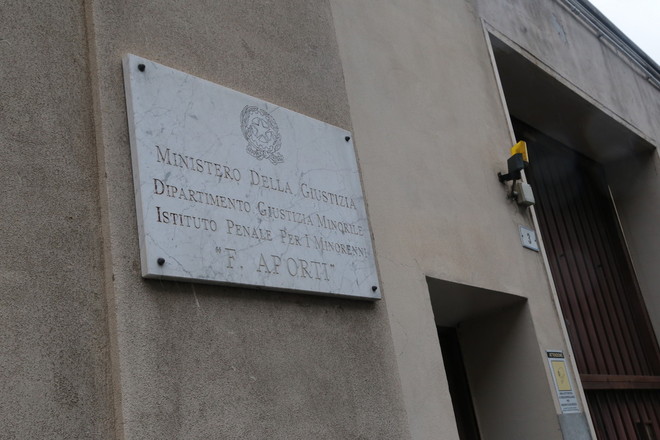 Ministero Della Giustizia
Dipartimento Giustizia Minorile
Istituto Penale Per I Minorenni
"F. Aporti"